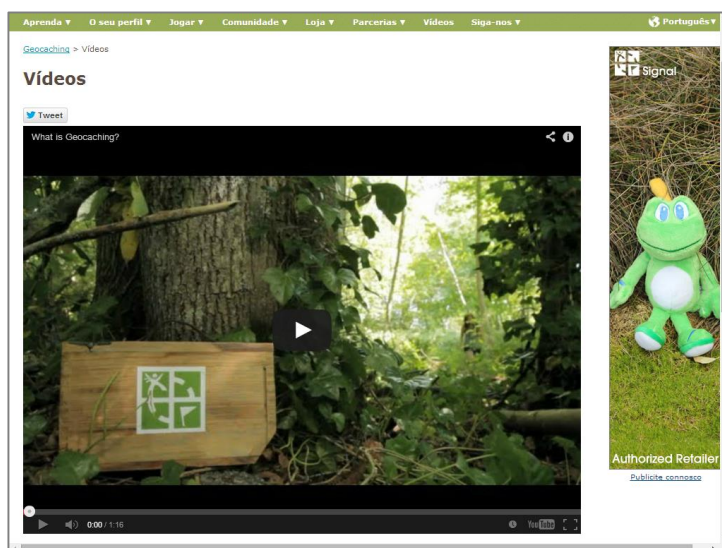 Aprenda ▼ O seu perfil ▼ Jogar ▼ Comunidade ▼ Loja ▼ Parcerias ▼ Vídeos Siga-nos ▼ Português ▼
Geocaching > Vídeos
Vídeos
Tweet
What is Geocaching?
0:00 / 1:16
YouTube
Signal
Authorized Retailer
Publicite connosco